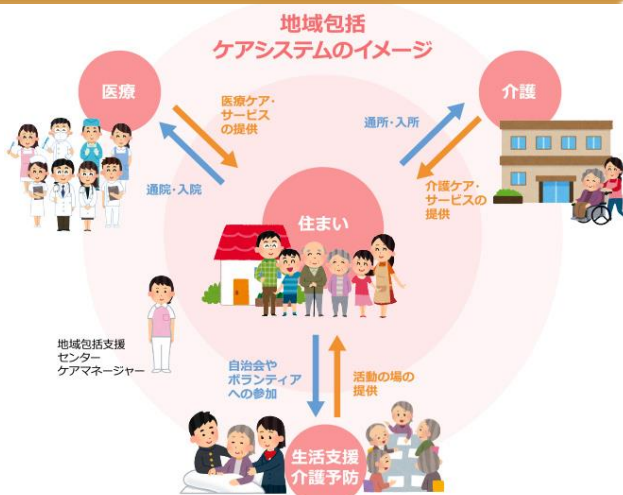 地域包括
ケアシステムのイメージ
医療
介護
医療ケア・
サービス
の提供
通所・入所
通院・入院
介護ケア・
サービスの
提供
住まい
地域包括支援
センター
ケアマネージャー
自治会や
ボランティア
への参加
活動の場の
提供
生活支援
介護予防